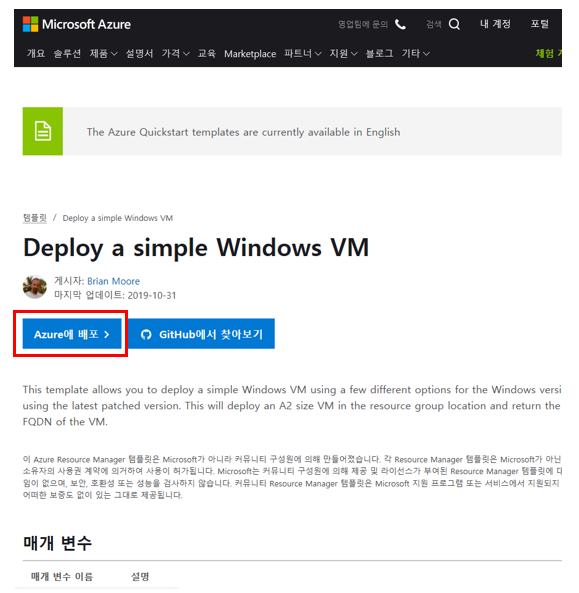 Microsoft Azure
영업팀에 문의 검색 내 계정 포털
개요 솔루션 제품 설명서 가격 교육 Marketplace 파트너 지원 블로그 기타 체험
The Azure Quickstart templates are currently available in English
템플릿 / Deploy a simple Windows VM
Deploy a simple Windows VM
게시자: Brian Moore
마지막 업데이트: 2019-10-31
Azure에 배포 > GitHub에서 찾아보기
This template allows you to deploy a simple Windows VM using a few different options for the Windows versi
using the latest patched version. This will deploy an A2 size VM in the resource group location and return the
FQDN of the VM.
이 Azure Resource Manager 템플릿은 Microsoft가 아니라 커뮤니티 구성원에 의해 만들어졌습니다. 각 Resource Manager 템플릿은 Microsoft가 아닌
소유자의 사용권 계약에 의거하여 사용이 허가됩니다. Microsoft는 커뮤니티 구성원에 의해 제공 및 라이선스가 부여된 Resource Manager 템플릿에 대
임이 없으며, 보안, 호환성 또는 성능을 검사하지 않습니다. 커뮤니티 Resource Manager 템플릿은 Microsoft 지원 프로그램 또는 서비스에서 지원되지
어떠한 보증도 없이 있는 그대로 제공됩니다.
매개 변수
매개 변수 이름 설명